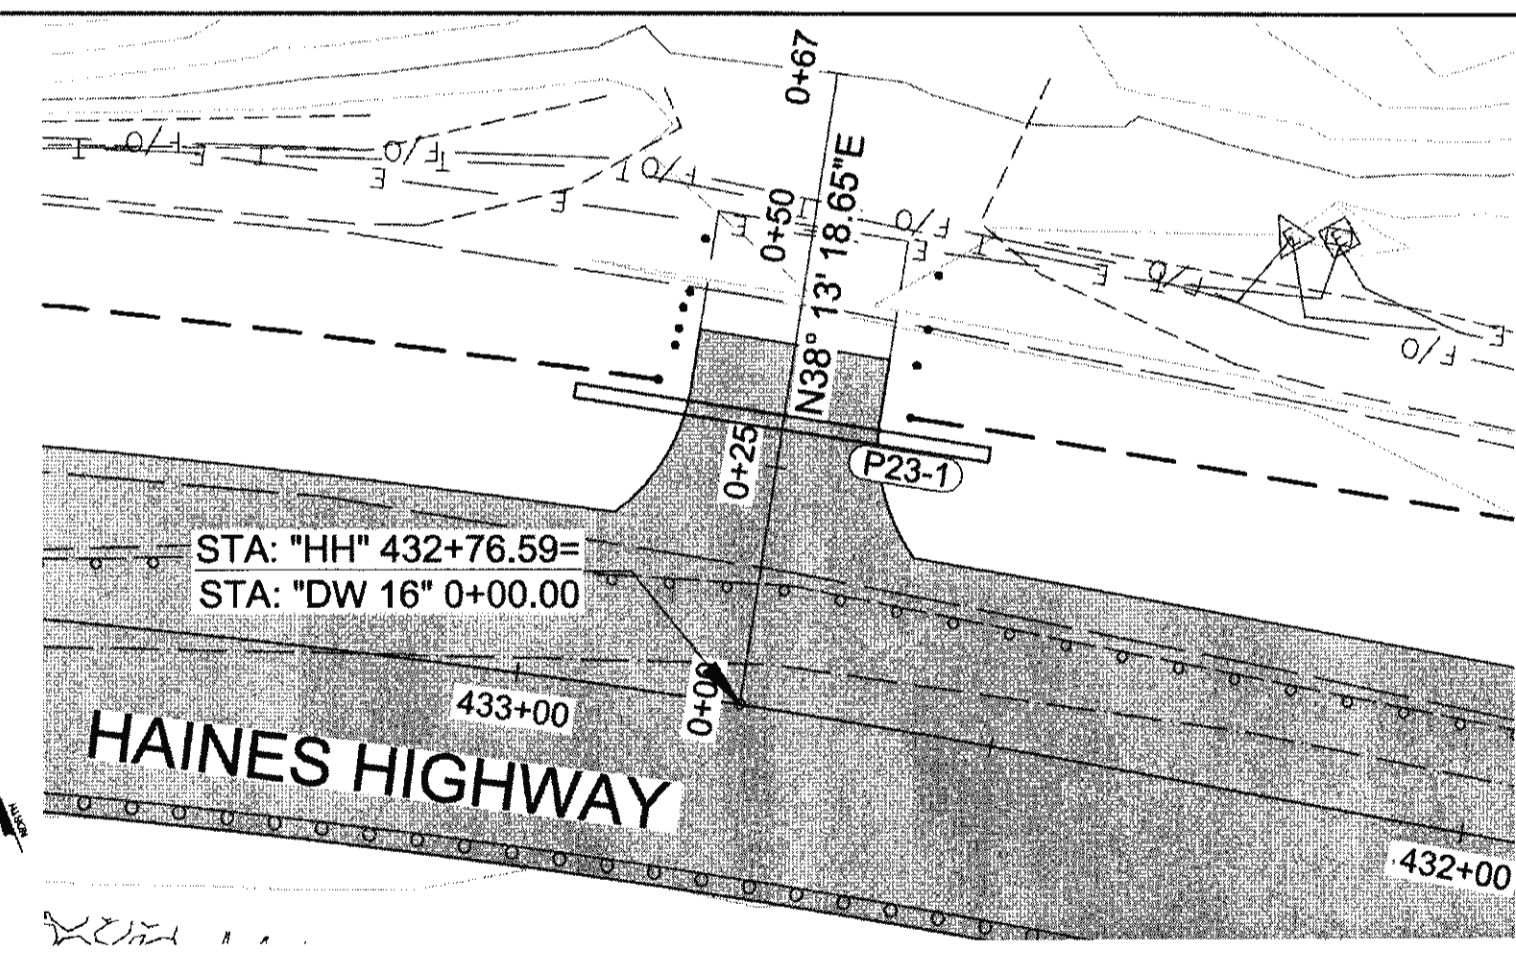 0+67
N38° 13' 18.65"E
0+50
0+25
P23-1
STA: "HH" 432+76.59=
STA: "DW 16" 0+00.00
0+00
433+00
432+00
HAINES HIGHWAY
NORTH
F/O
E
T
F/O
E
T
F/O
E
T
F/O
E
F/O
E
F/O
E